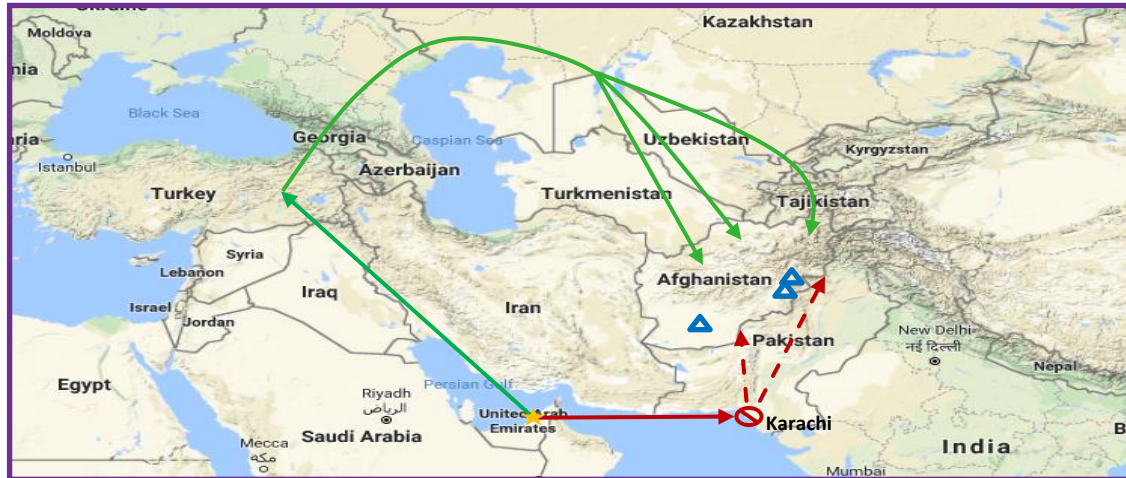 Kazakhstan
Moldova
Black Sea
Georgia
Caspian Sea
Uzbekistan
Kyrgyzstan
Istanbul
Azerbaijan
Turkey
Turkmenistan
Tajikistan
Syria
Afghanistan
Lebanon
Iraq
Iran
Israel
Jordan
Pakistan
New Delhi
नई दिल्ली
Nepal
Egypt
Persian Gulf
Riyadh
الرياض
United Arab
Emirates
Karachi
Saudi Arabia
Mecca
مكة
India
Mumbai